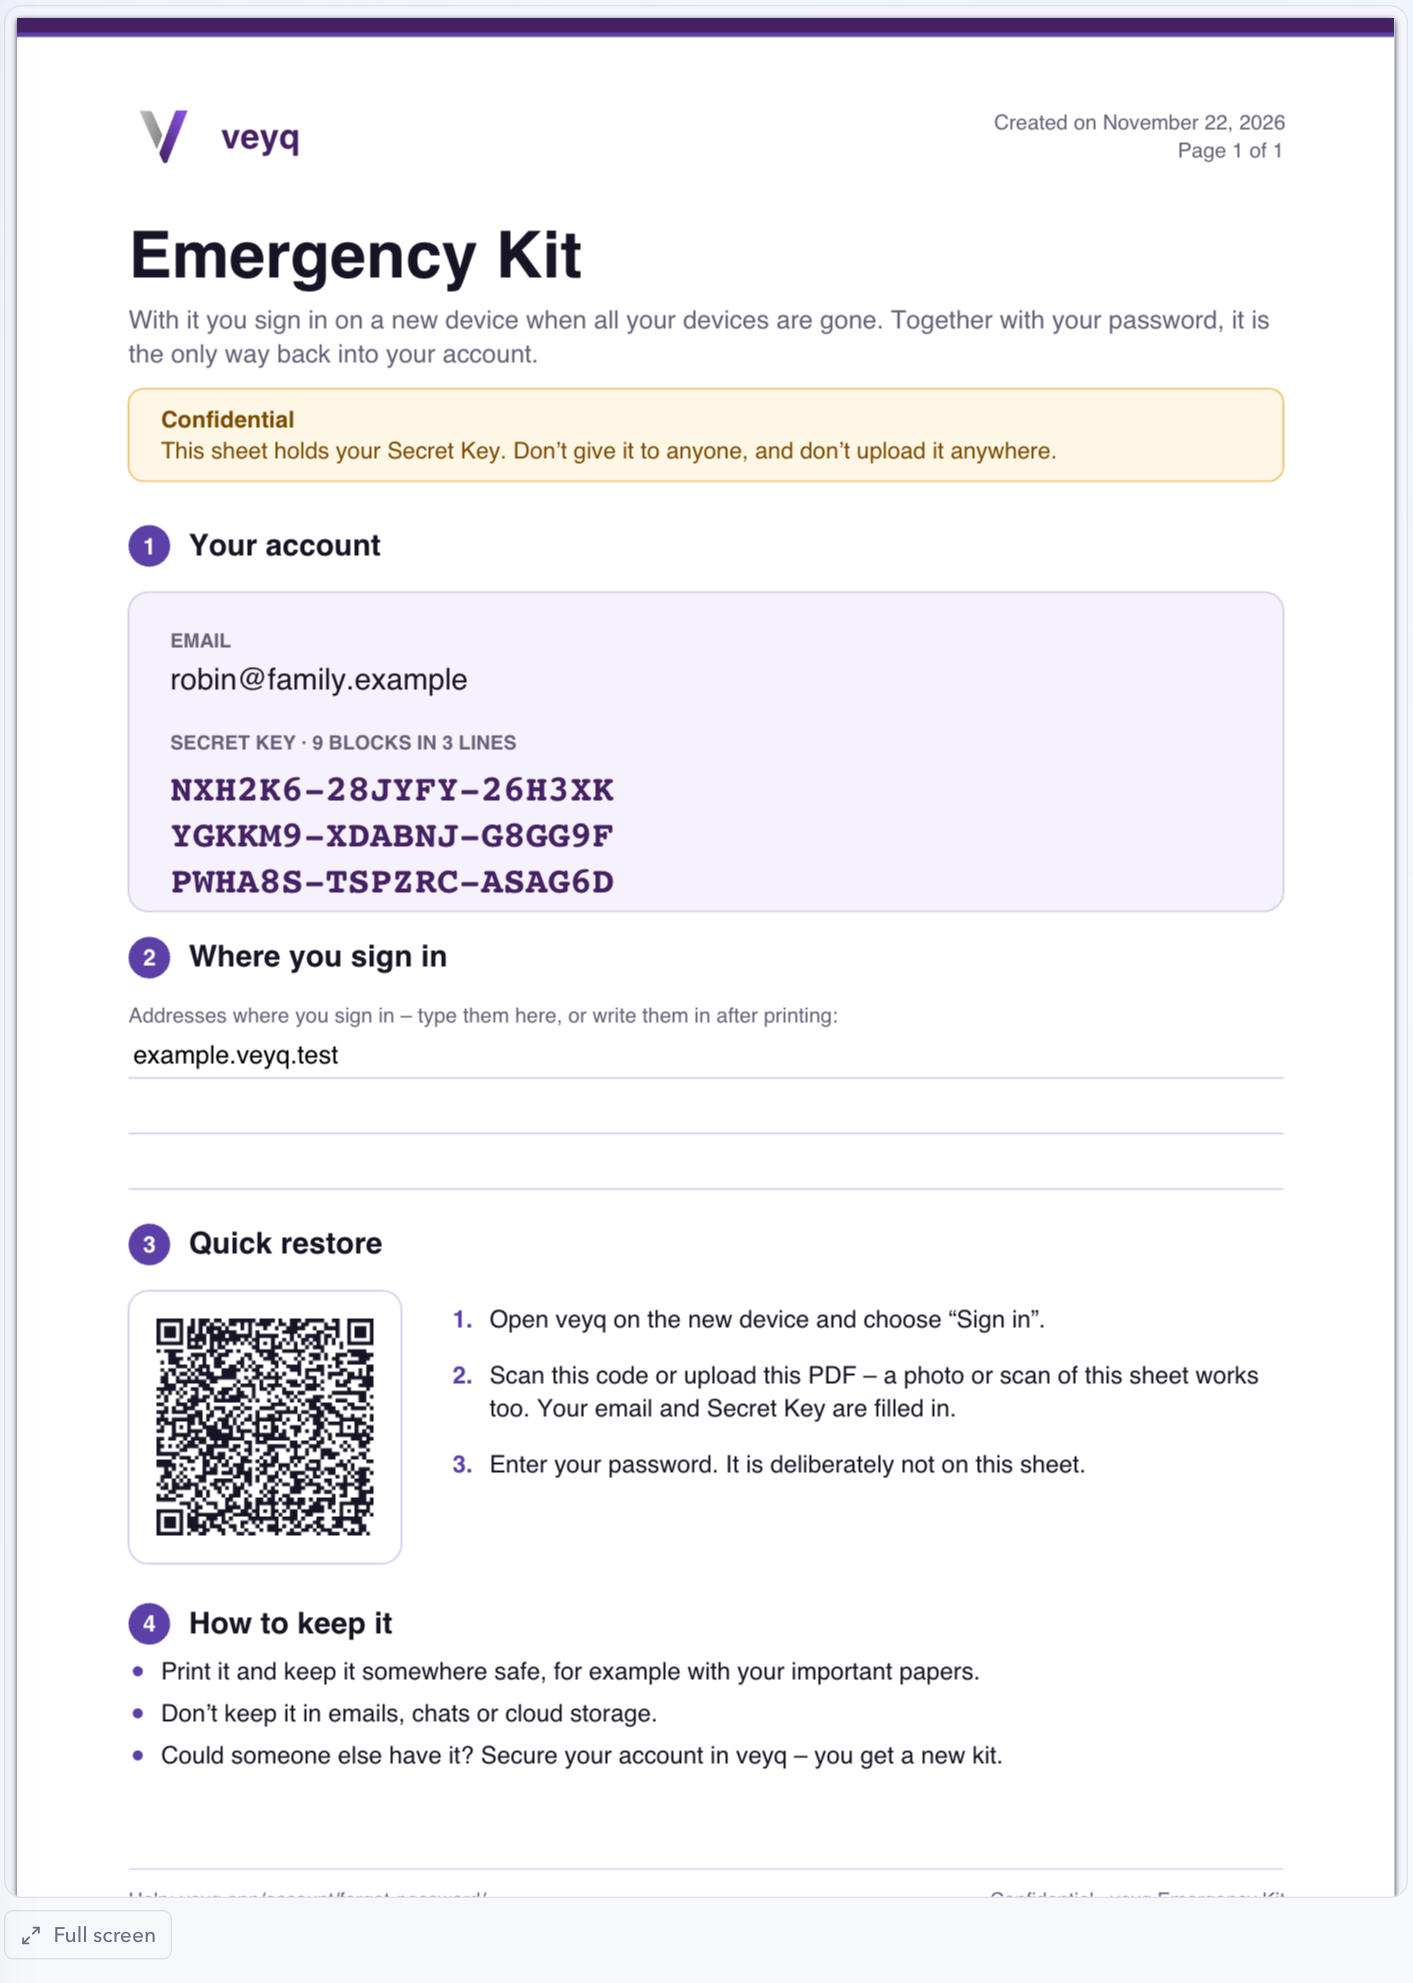 veyq
Created on November 22, 2026
Page 1 of 1
Emergency Kit
With it you sign in on a new device when all your devices are gone. Together with your password, it is
the only way back into your account.
Confidential
This sheet holds your Secret Key. Don’t give it to anyone, and don’t upload it anywhere.
1 Your account
EMAIL
robin@family.example
SECRET KEY · 9 BLOCKS IN 3 LINES
NXH2K6-28JYFY-26H3XK
YGKKM9-XDABNJ-G8GG9F
PWHA8S-TSPZRC-ASAG6D
2 Where you sign in
Addresses where you sign in – type them here, or write them in after printing:
example.veyq.test
3 Quick restore
1. Open veyq on the new device and choose “Sign in”.
2. Scan this code or upload this PDF – a photo or scan of this sheet works
too. Your email and Secret Key are filled in.
3. Enter your password. It is deliberately not on this sheet.
4 How to keep it
• Print it and keep it somewhere safe, for example with your important papers.
• Don’t keep it in emails, chats or cloud storage.
• Could someone else have it? Secure your account in veyq – you get a new kit.
Full screen